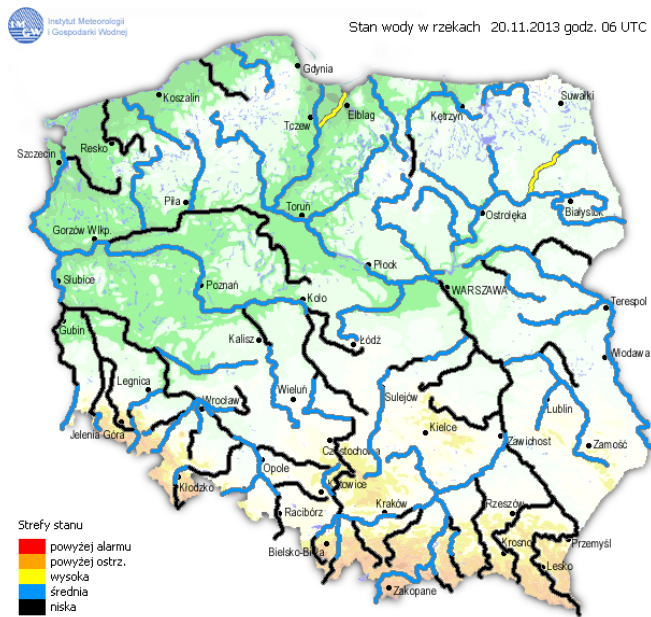 IMGW
Instytut Meteorologii
i Gospodarki Wodnej
Stan wody w rzekach 20.11.2013 godz. 06 UTC
Gdynia
Koszalin
Suwałki
Elbląg
Kętrzyn
Tczew
Resko
Szczecin
Piła
Toruń
Ostrołęka
Białystok
Gorzów Wlkp.
Płock
Słubice
Poznań
Koło
WARSZAWA
Terespol
Gubin
Kalisz
Łódź
Włodawa
Legnica
Wieluń
Sulejów
Wrocław
Lublin
Jelenia Góra
Kielce
Zawichost
Zamość
Częstochowa
Opole
Kłodzko
Katowice
Racibórz
Kraków
Rzeszów
Strefy stanu
powyżej alarmu
powyżej ostrz.
wysoka
średnia
niska
Bielsko-Biała
Krosno
Przemyśl
Lesko
Zakopane